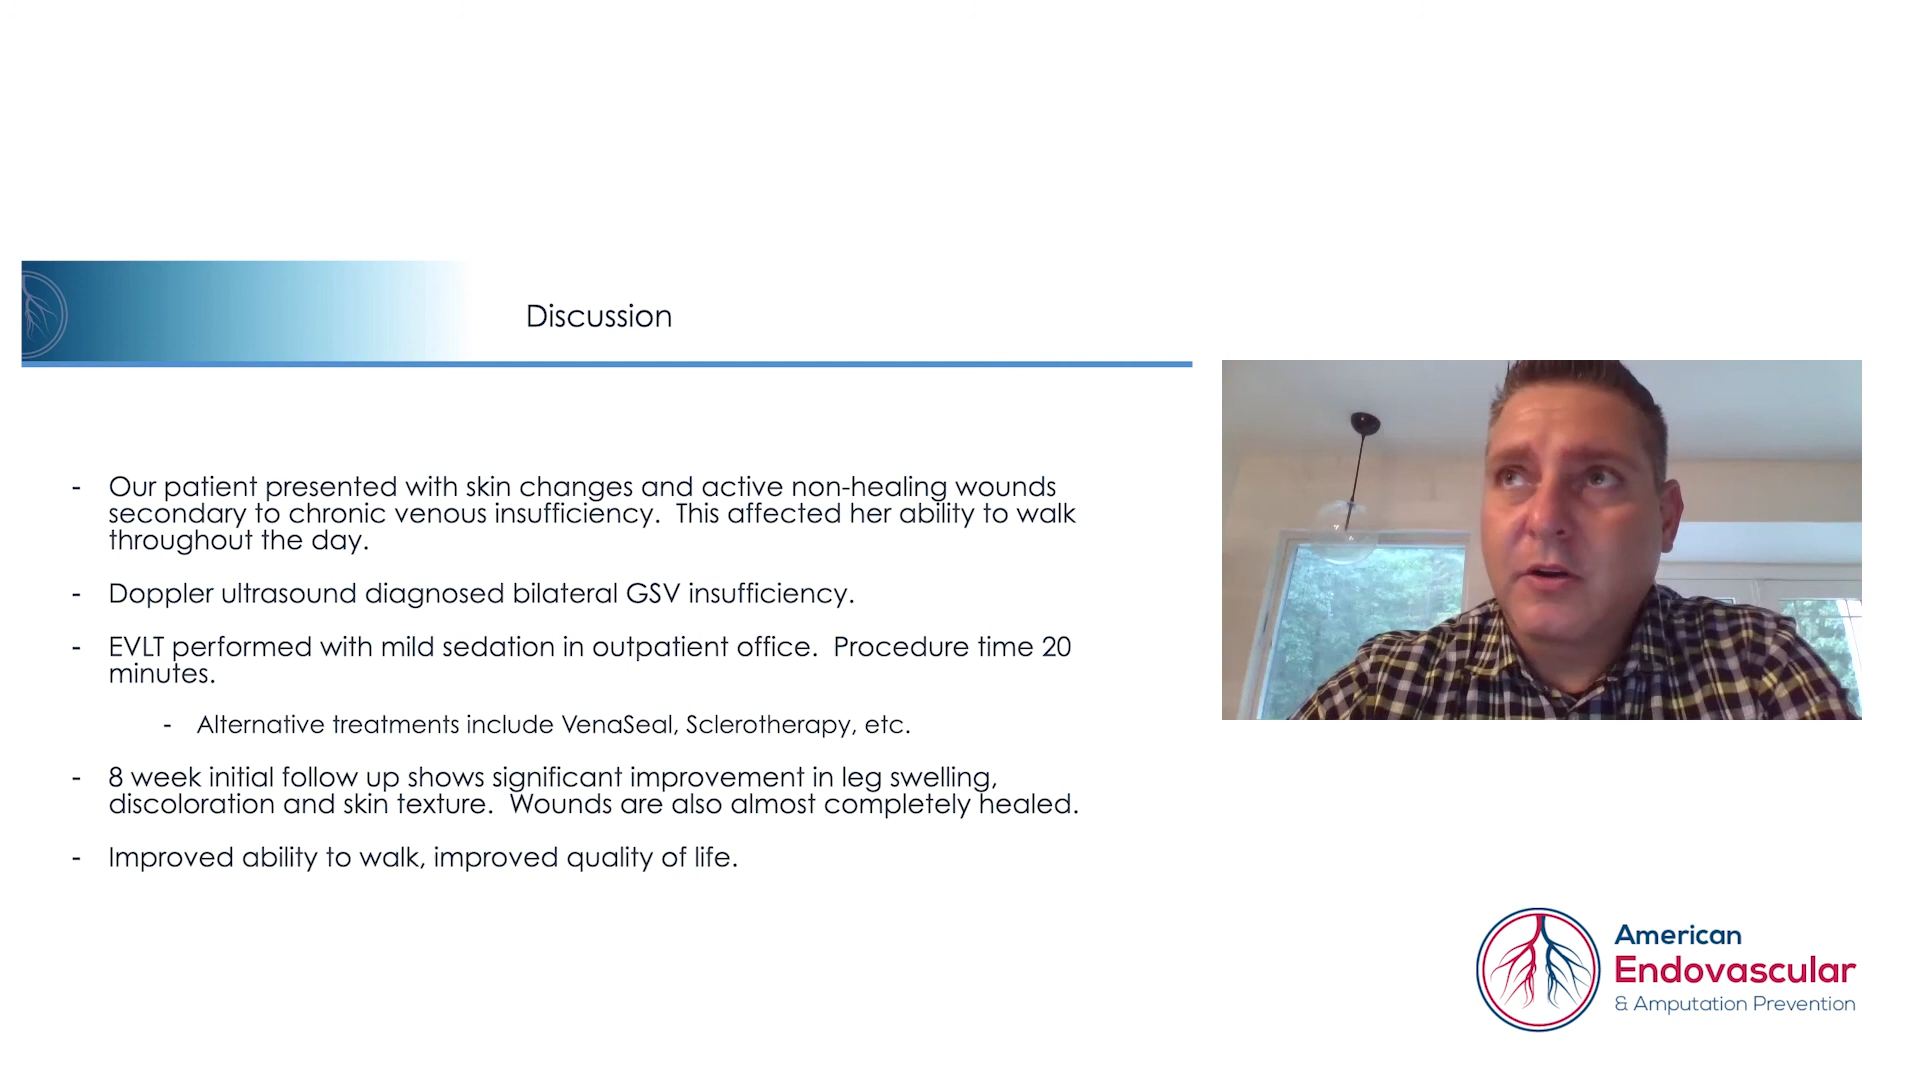 Discussion
- Our patient presented with skin changes and active non-healing wounds
secondary to chronic venous insufficiency.  This affected her ability to walk
throughout the day.
- Doppler ultrasound diagnosed bilateral GSV insufficiency.
- EVLT performed with mild sedation in outpatient office.  Procedure time 20
minutes.
- Alternative treatments include VenaSeal, Sclerotherapy, etc.
- 8 week initial follow up shows significant improvement in leg swelling,
discoloration and skin texture.  Wounds are also almost completely healed.
- Improved ability to walk, improved quality of life.
American
Endovascular
& Amputation Prevention